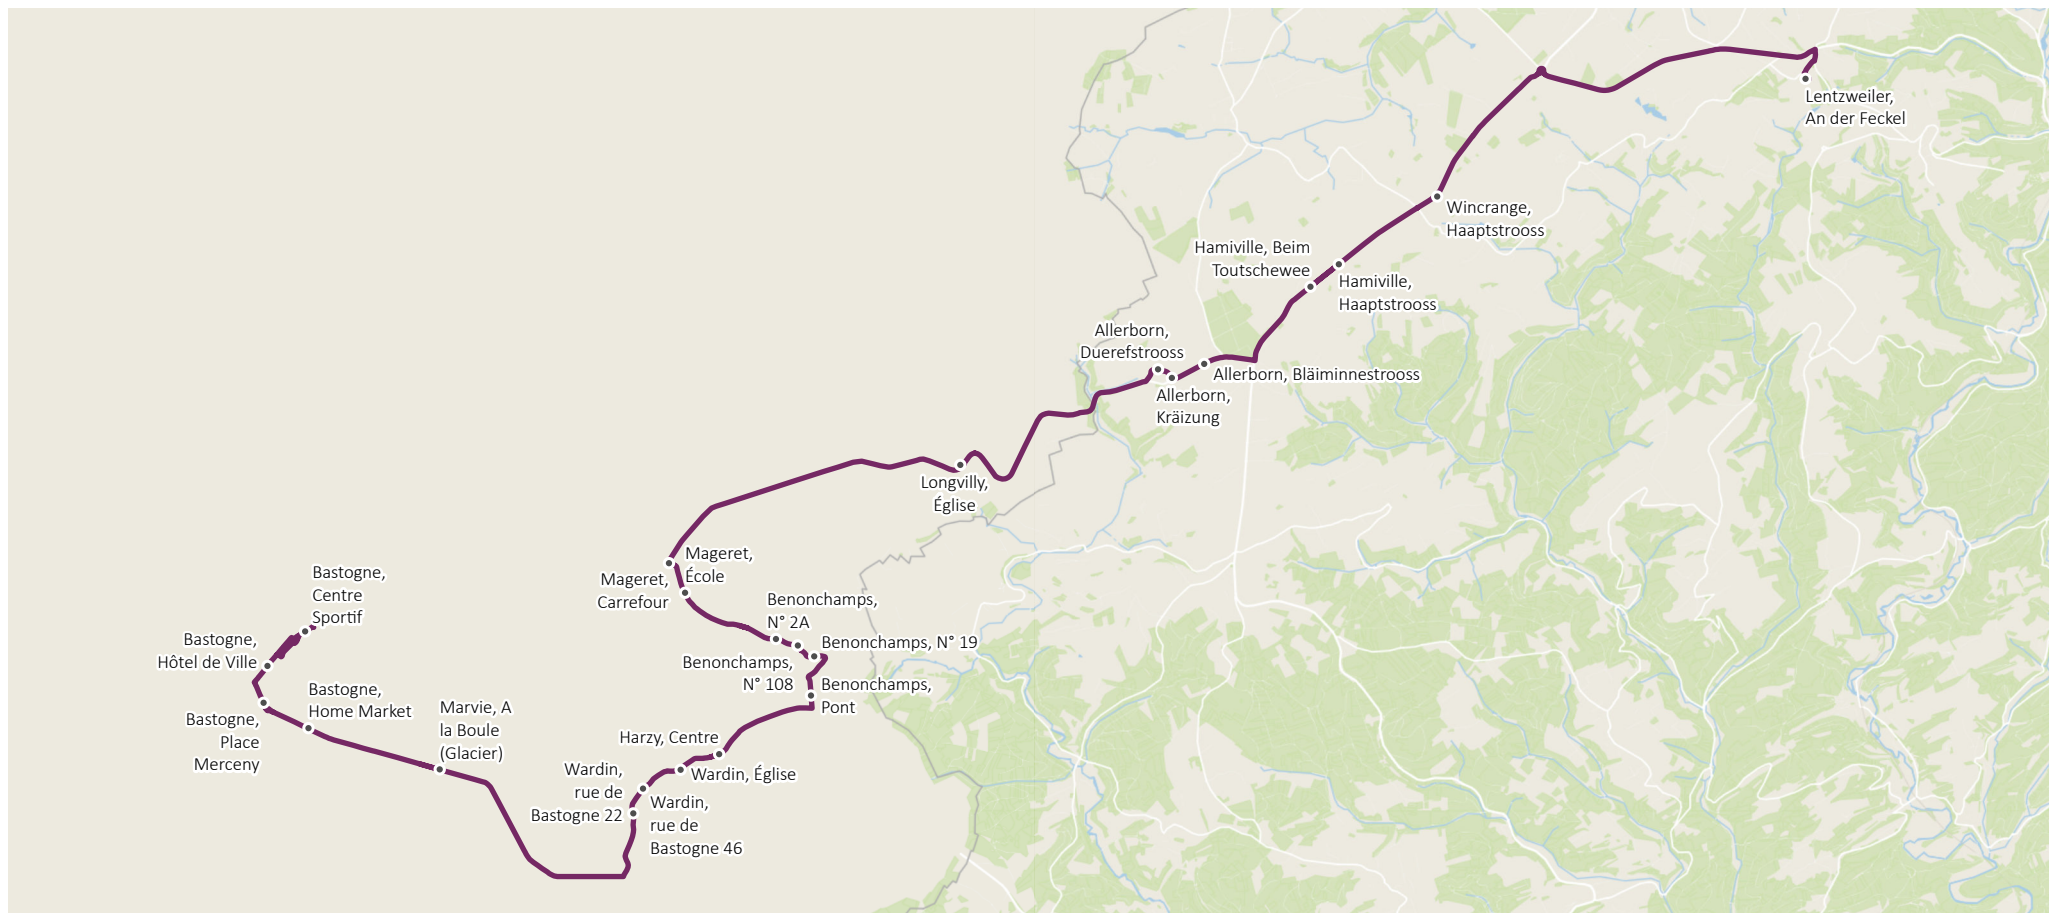 Lentzweiler,
An der Feckel
Wincrange,
Haaptstrooss
Hamiville, Beim
Toutschewee
Hamiville,
Haaptstrooss
Allerborn,
Duerefstrooss
Allerborn, Bläiminnestrooss
Allerborn,
Kräizung
Longvilly,
Église
Mageret,
École
Mageret,
Carrefour
Benonchamps,
N° 2A
Benonchamps, N° 19
Benonchamps,
N° 108
Benonchamps,
Pont
Harzy, Centre
Wardin, Église
Wardin,
rue de
Bastogne 22
Wardin,
rue de
Bastogne 46
Marvie, A
la Boule
(Glacier)
Bastogne,
Home Market
Bastogne,
Place
Merceny
Bastogne,
Hôtel de Ville
Bastogne,
Centre
Sportif